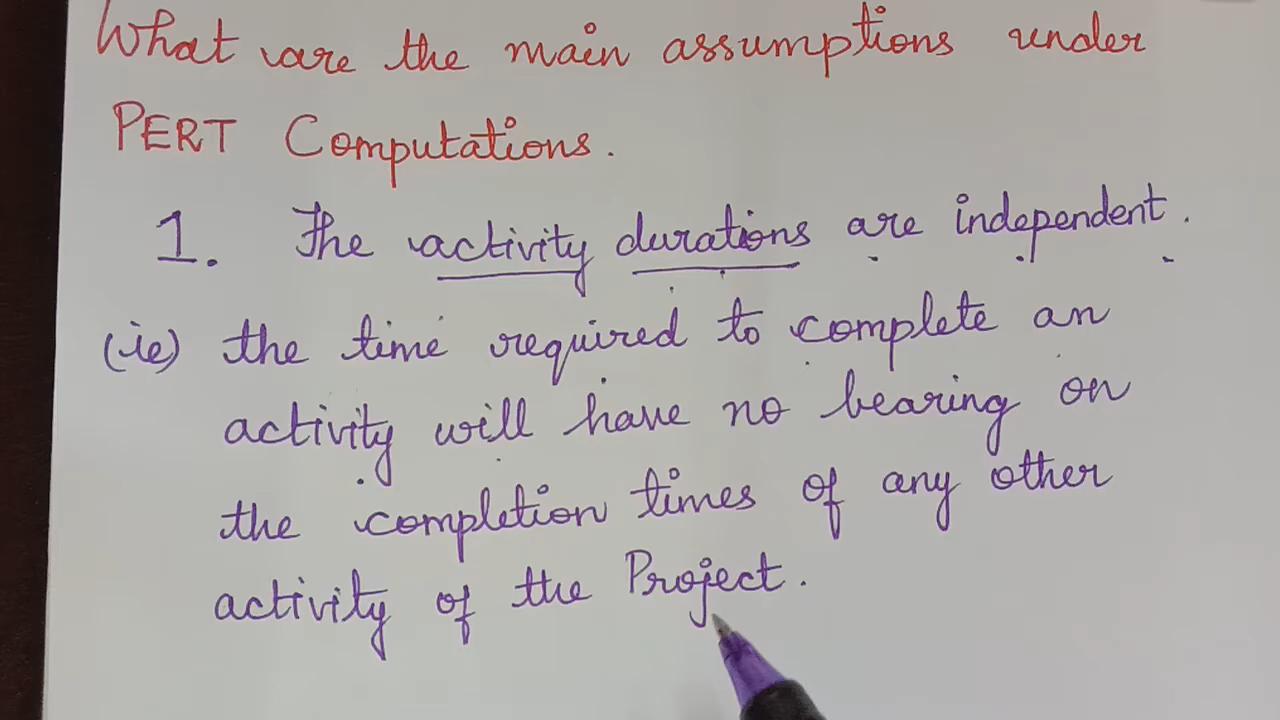 What are the main assumptions under
PERT Computations.
1. The activity durations are independent.
(ie) the time required to complete an
activity will have no bearing on
the completion times of any other
activity of the Project.